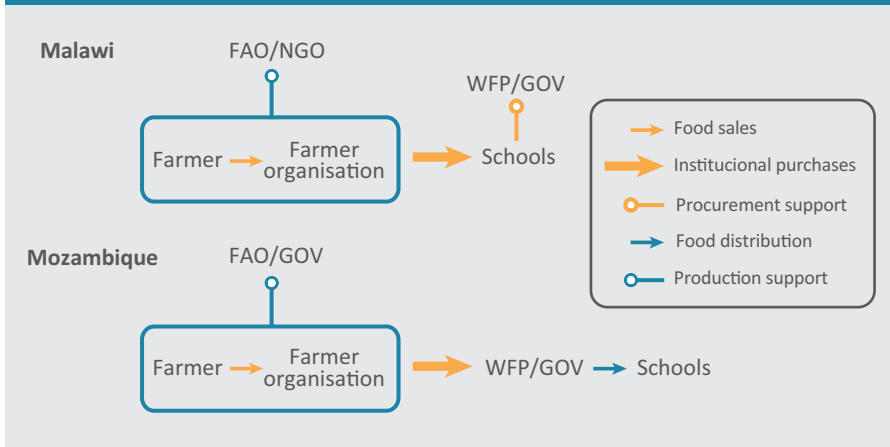 Malawi
FAO/NGO
WFP/GOV
Farmer
Farmer
organisation
Schools
Mozambique
FAO/GOV
Farmer
Farmer
organisation
WFP/GOV
Schools
Food sales
Institucional purchases
Procurement support
Food distribution
Production support